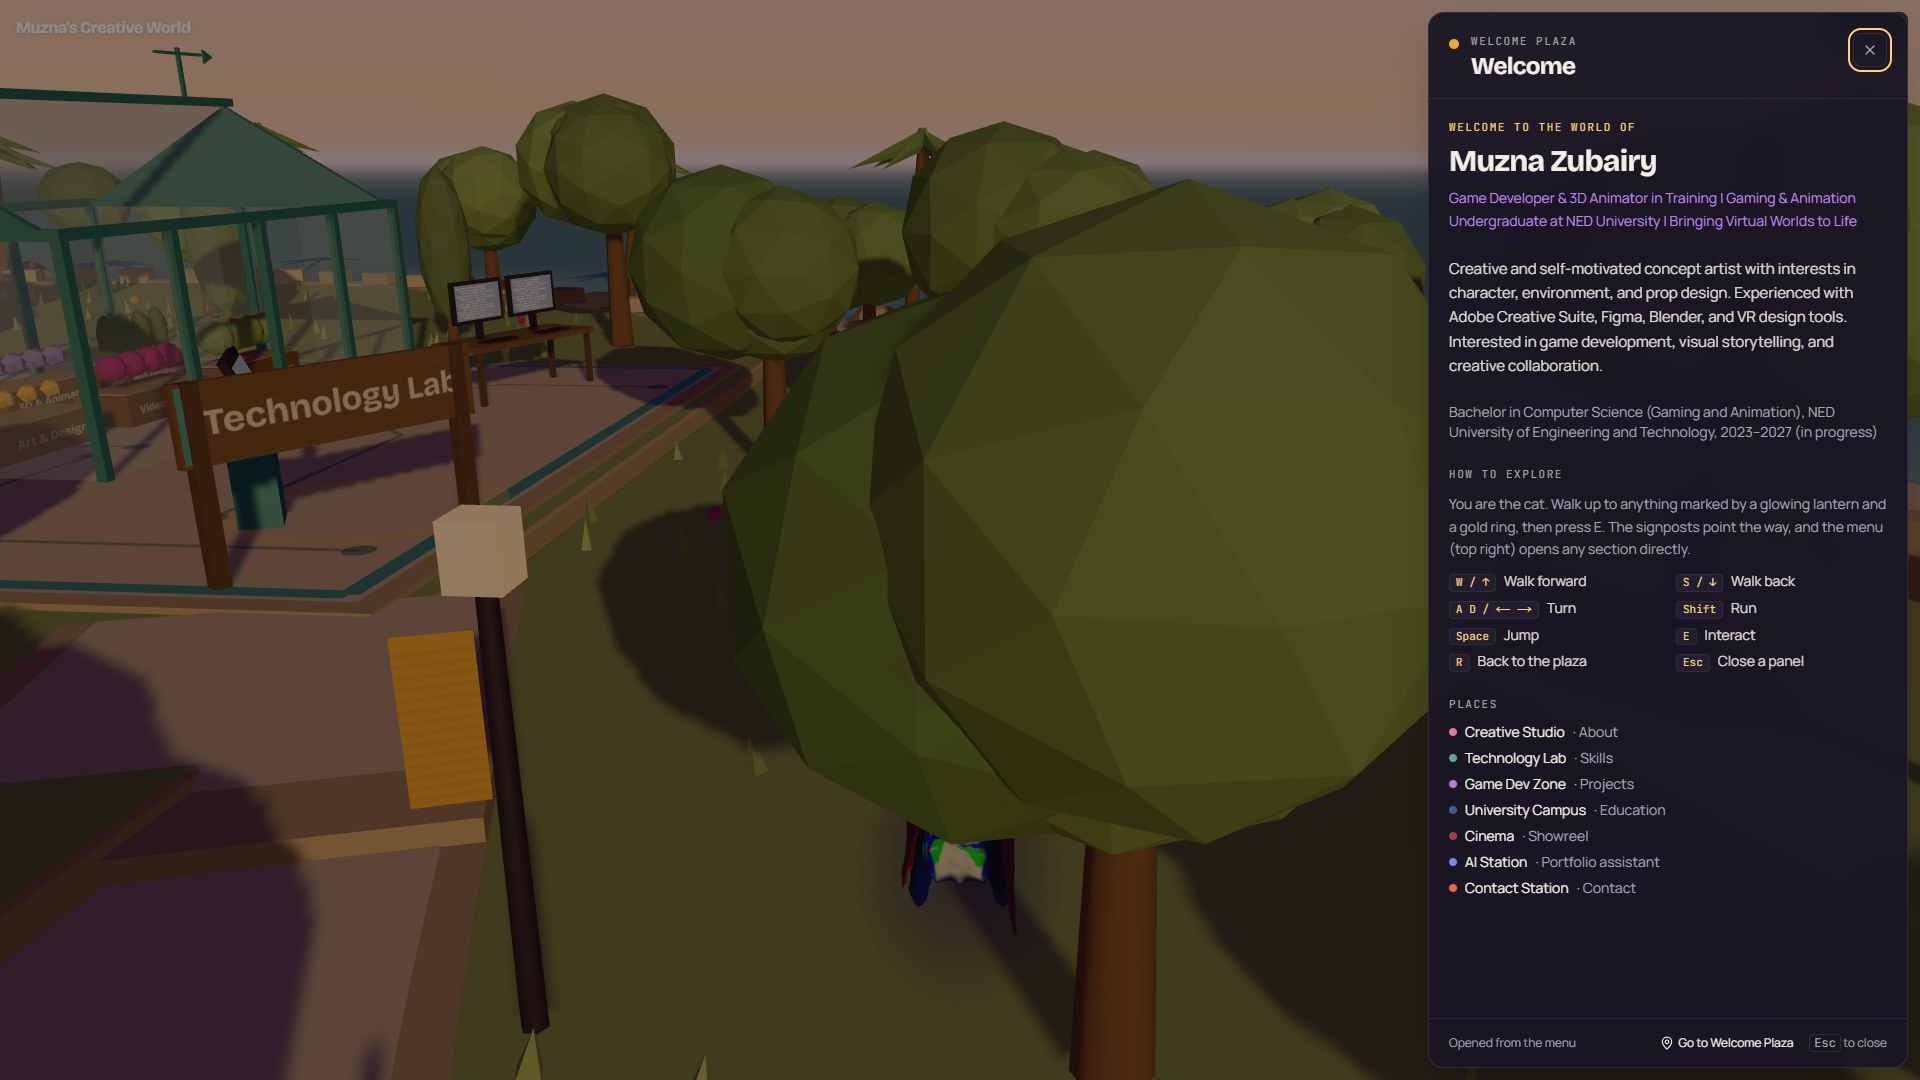 Muzna's Creative World
Technology Lab
Art & Design
Video
WELCOME PLAZA
Welcome
WELCOME TO THE WORLD OF
Muzna Zubairy
Game Developer & 3D Animator in Training | Gaming & Animation
Undergraduate at NED University | Bringing Virtual Worlds to Life
Creative and self-motivated concept artist with interests in
character, environment, and prop design. Experienced with
Adobe Creative Suite, Figma, Blender, and VR design tools.
Interested in game development, visual storytelling, and
creative collaboration.
Bachelor in Computer Science (Gaming and Animation), NED
University of Engineering and Technology, 2023–2027 (in progress)
HOW TO EXPLORE
You are the cat. Walk up to anything marked by a glowing lantern and
a gold ring, then press E. The signposts point the way, and the menu
(top right) opens any section directly.
W / ↑ Walk forward
S / ↓ Walk back
A D / ← → Turn
Shift Run
Space Jump
E Interact
R Back to the plaza
Esc Close a panel
PLACES
Creative Studio · About
Technology Lab · Skills
Game Dev Zone · Projects
University Campus · Education
Cinema · Showreel
AI Station · Portfolio assistant
Contact Station · Contact
Opened from the menu
Go to Welcome Plaza
Esc to close